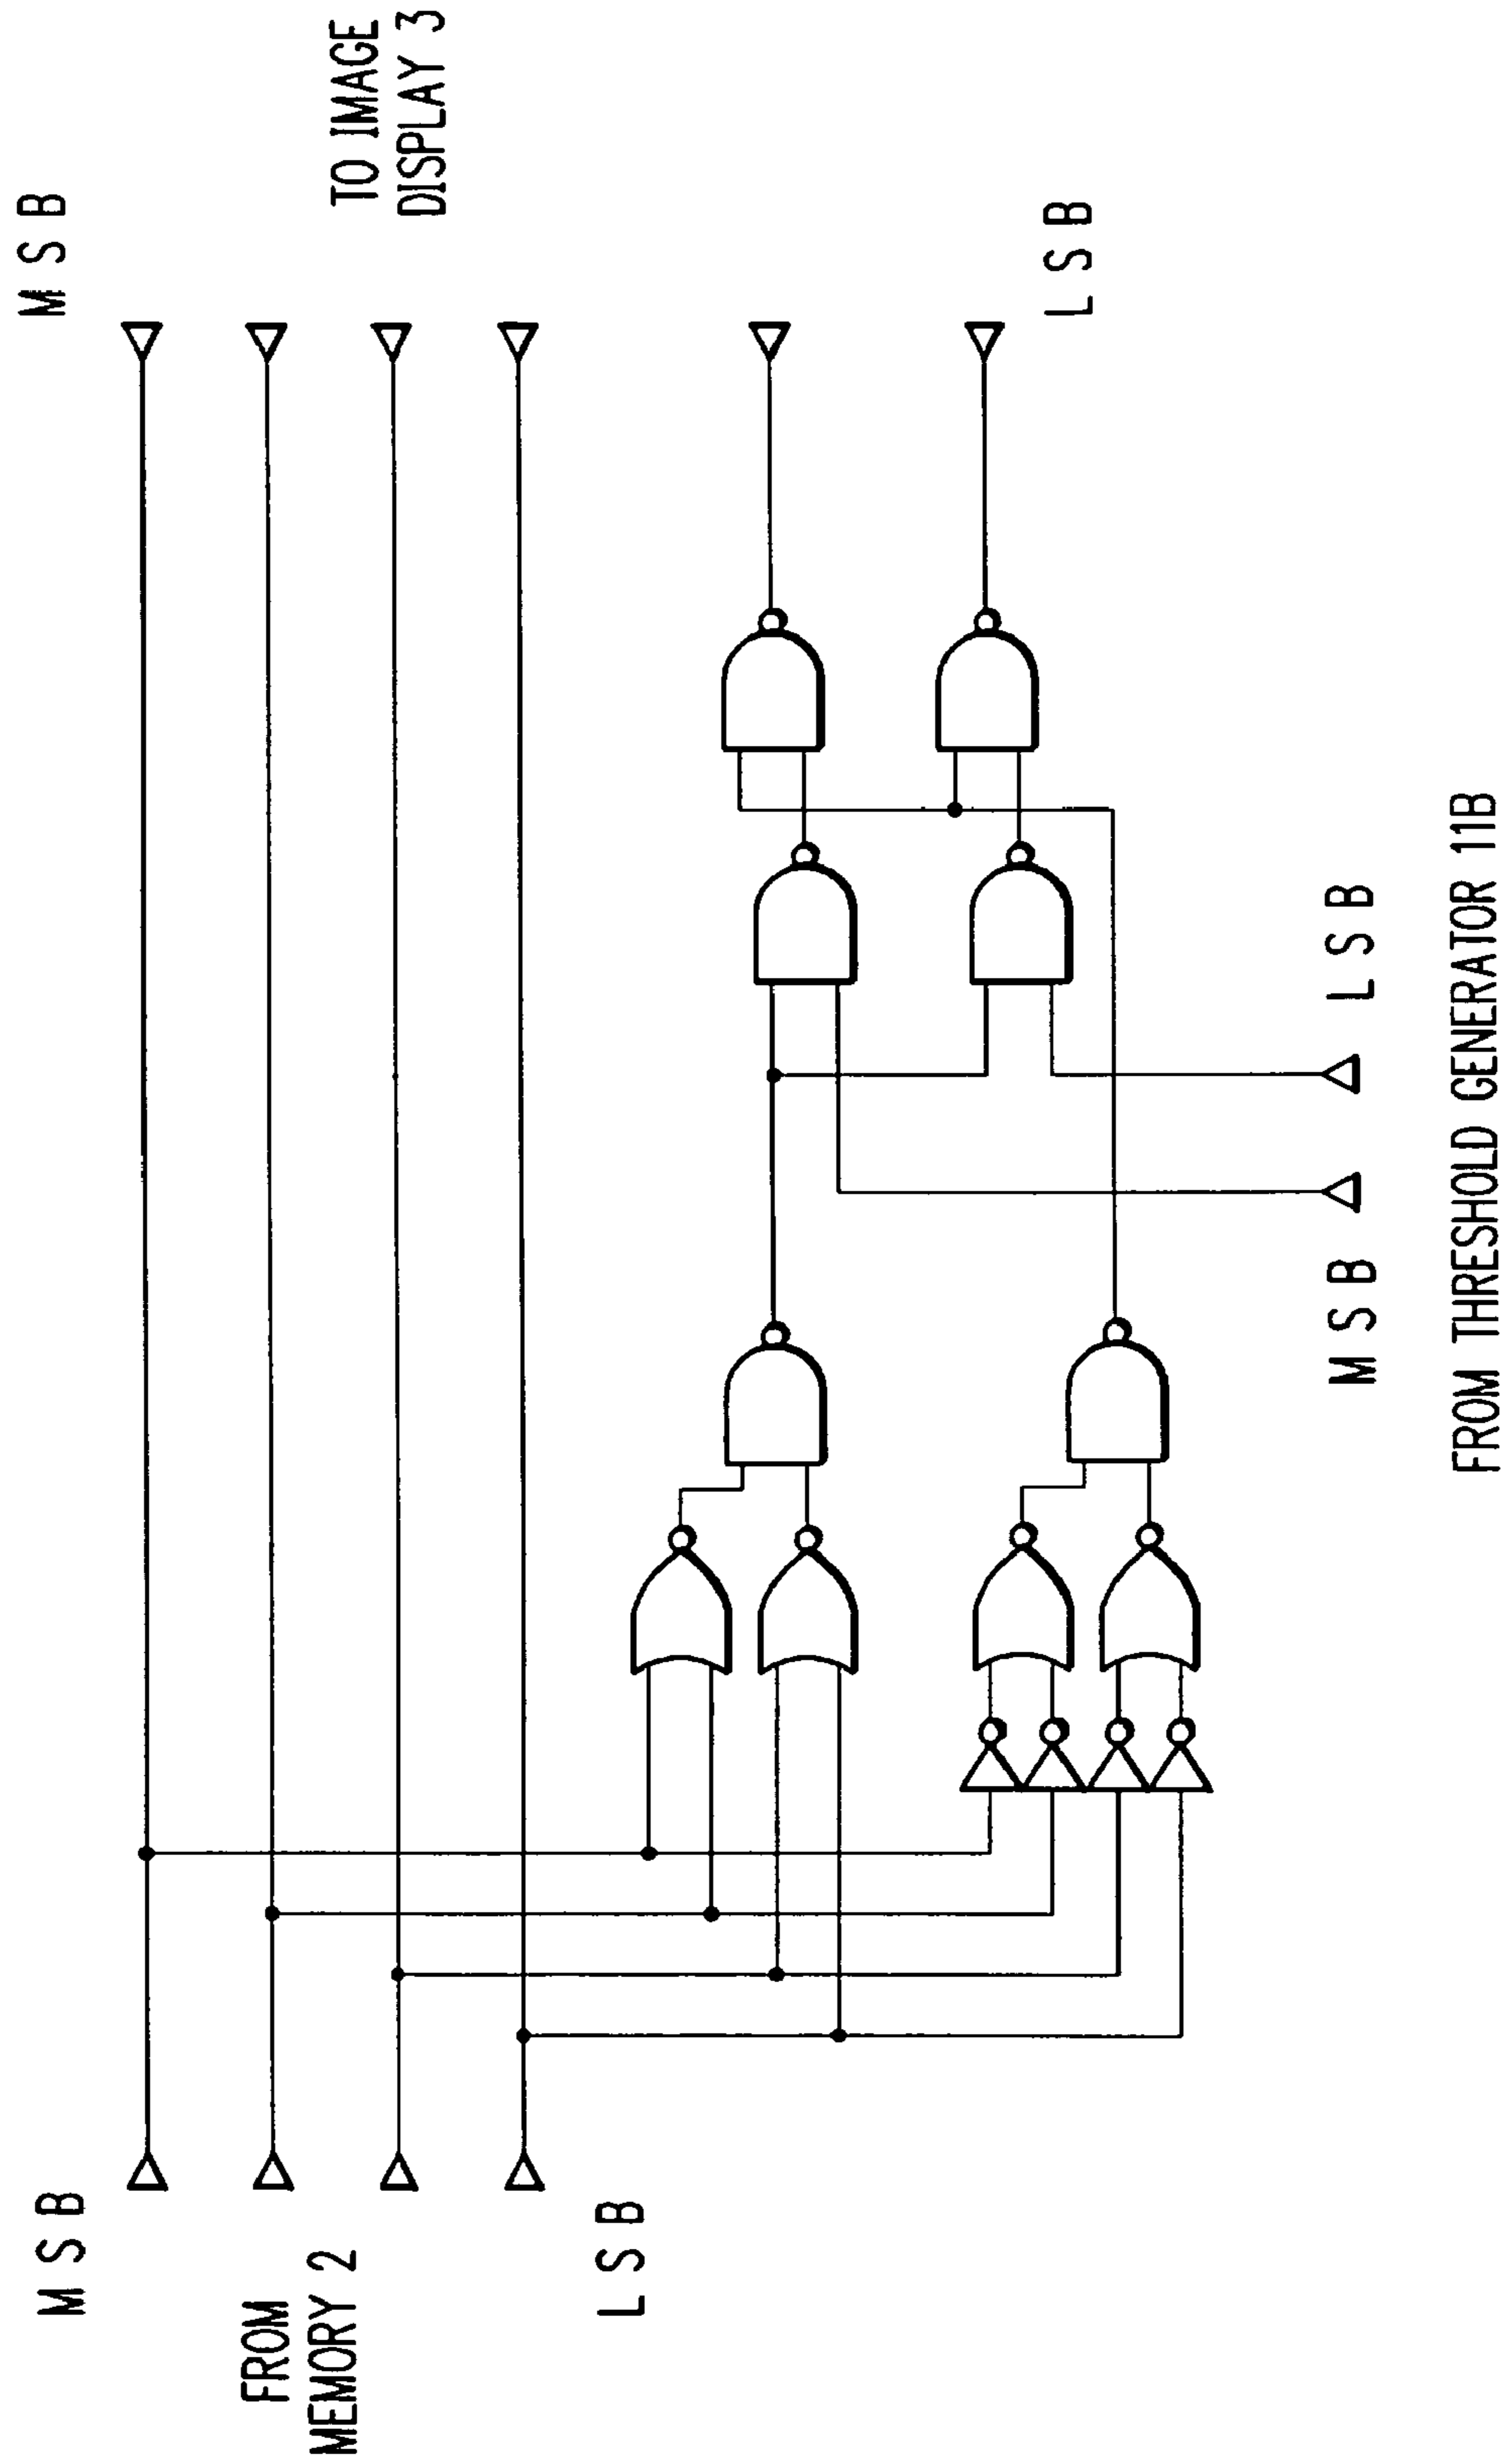 M S B
FROM
MEMORY 2
L S B
M S B
TO IMAGE
DISPLAY 3
L S B
M S B
L S B
FROM THRESHOLD GENERATOR 11B